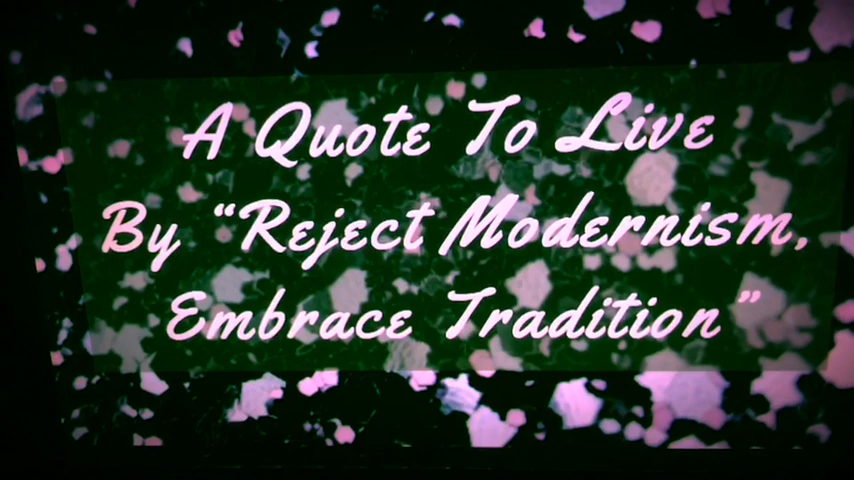 A Quote To Live
By “Reject Modernism,
Embrace Tradition”